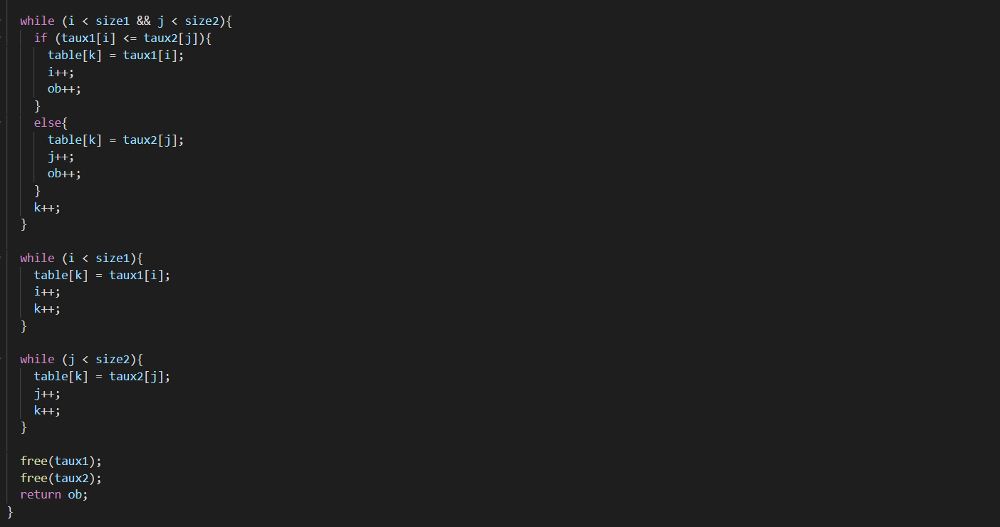 while (i < size1 && j < size2){
if (taux1[i] <= taux2[j]){
table[k] = taux1[i];
i++;
ob++;
}
else{
table[k] = taux2[j];
j++;
ob++;
}
k++;
}
while (i < size1){
table[k] = taux1[i];
i++;
k++;
}
while (j < size2){
table[k] = taux2[j];
j++;
k++;
}
free(taux1);
free(taux2);
return ob;
}